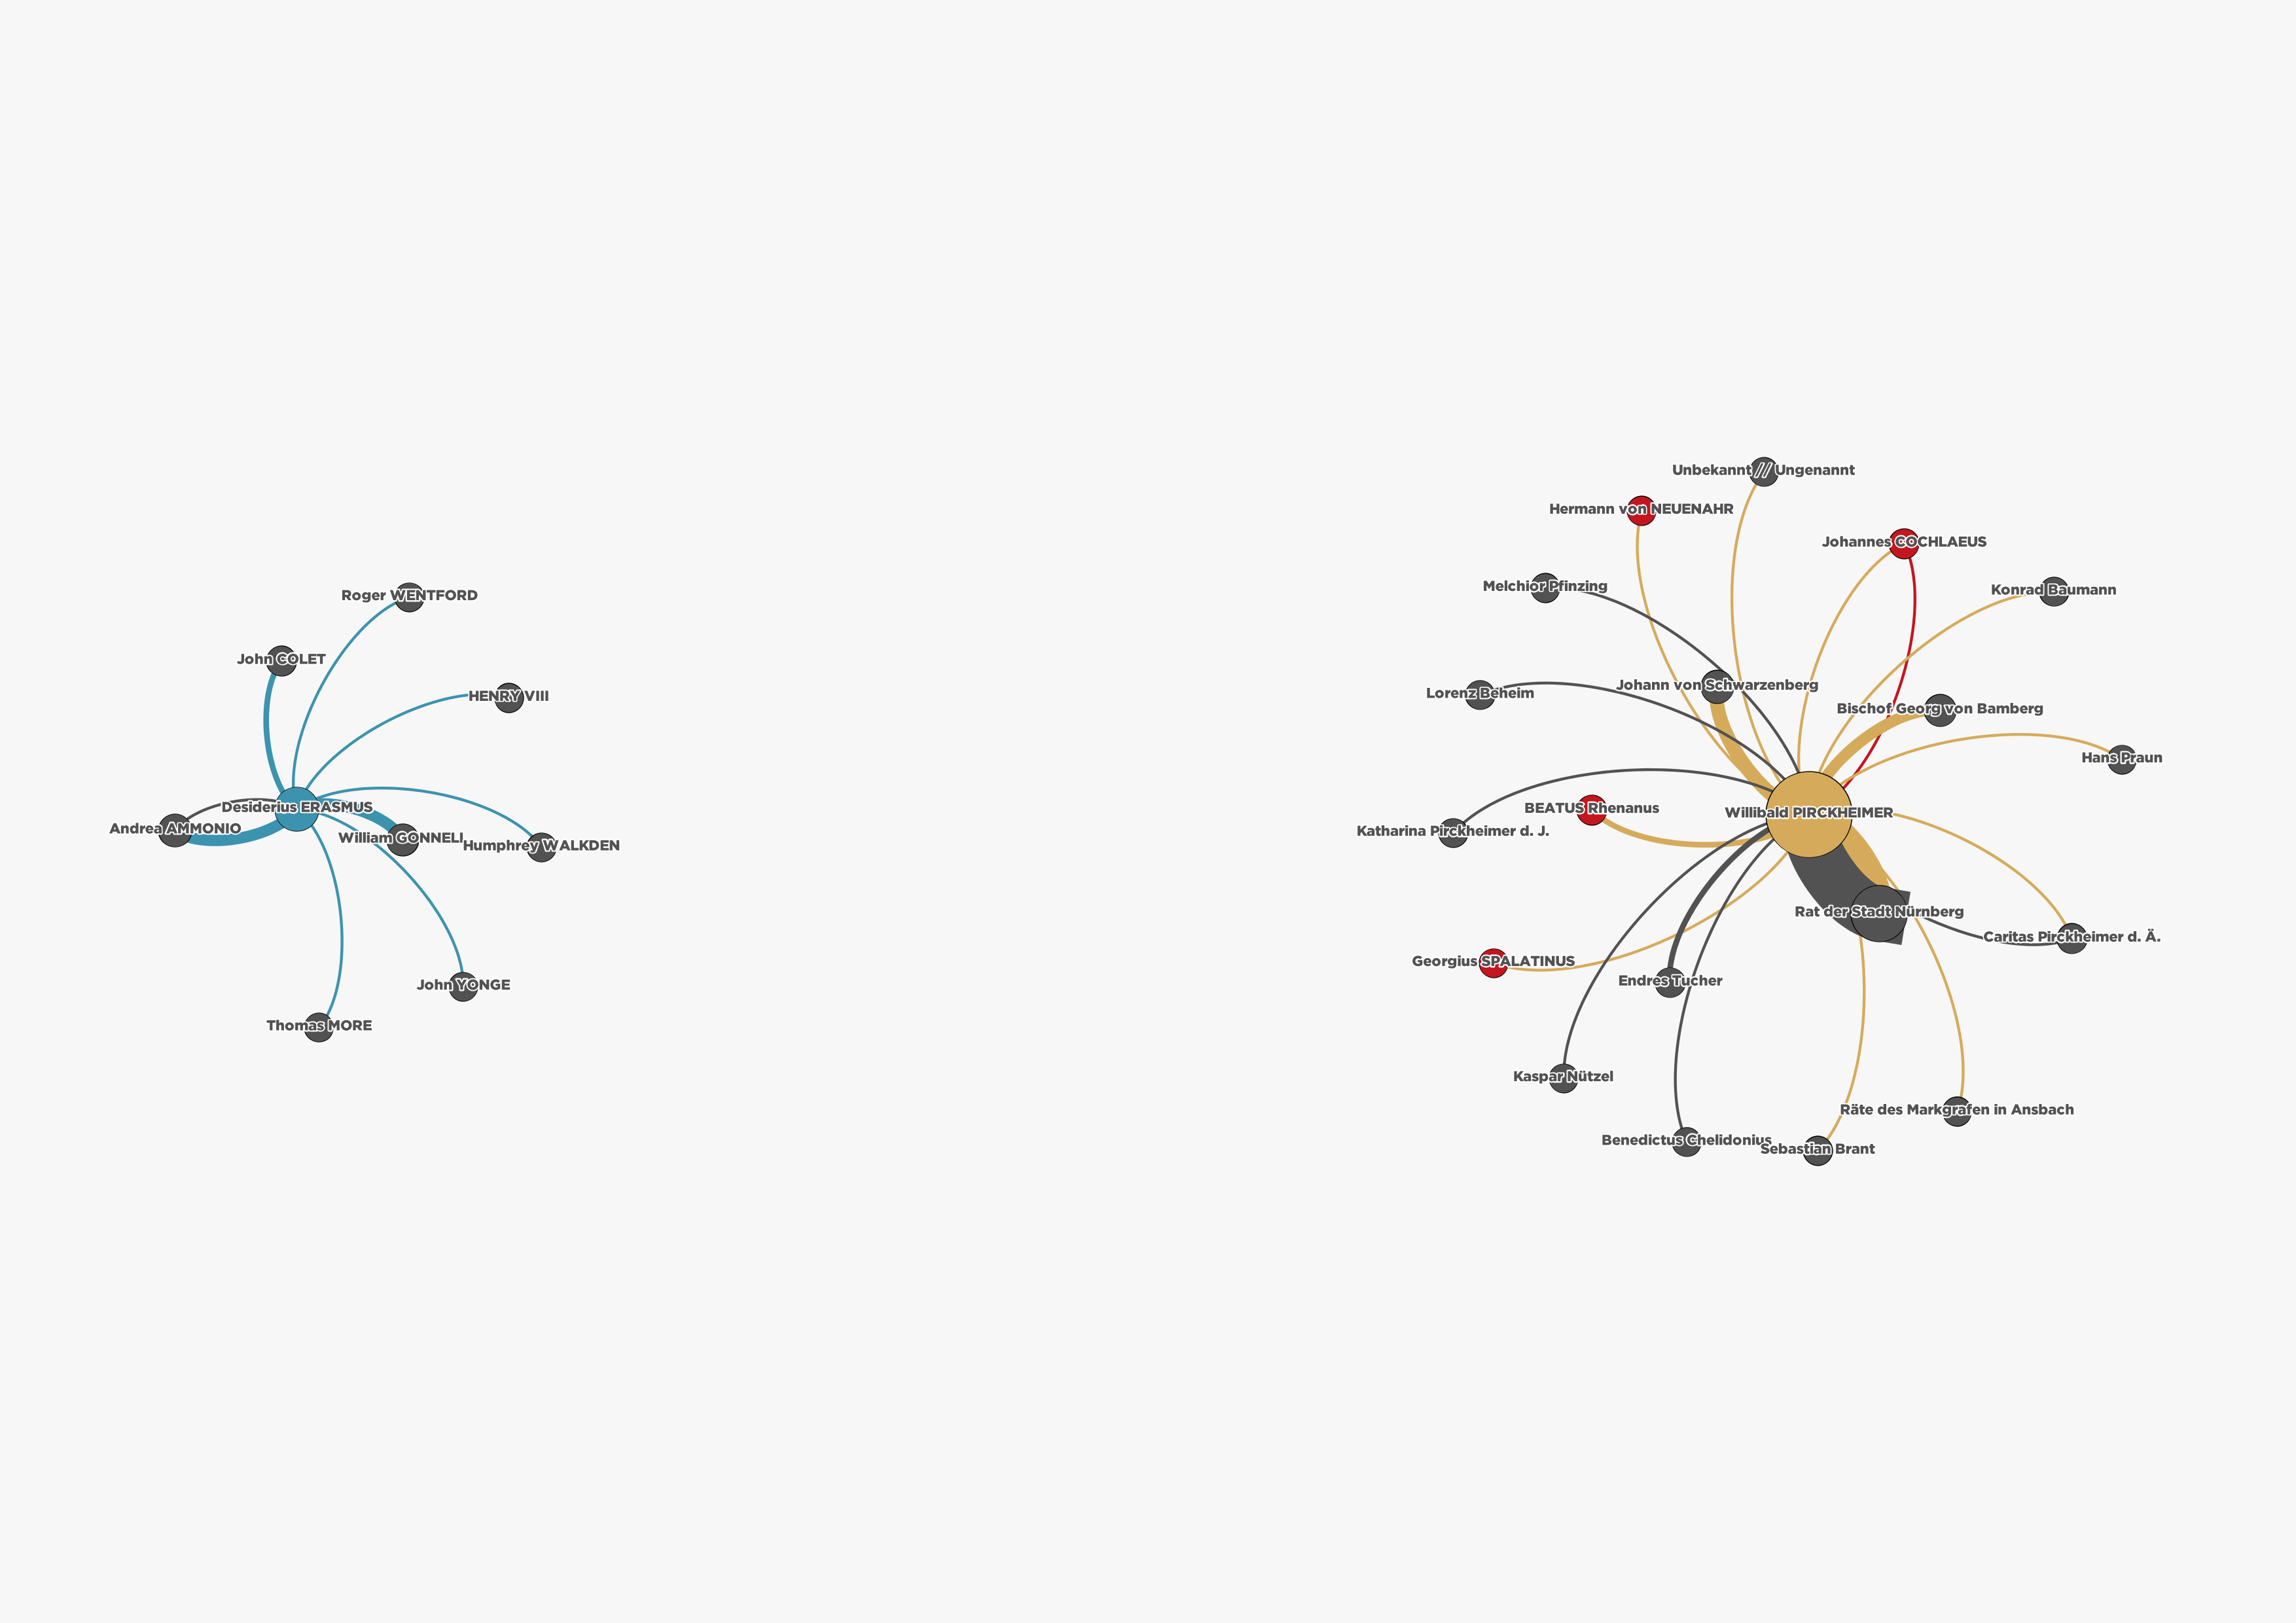 Roger WENTFORD
John COLET
HENRY VIII
Desiderius ERASMUS
Andrea AMMONIO
William GONNELL
Humphrey WALKDEN
John YONGE
Thomas MORE
Unbekannt // Ungenannt
Hermann von NEUENAHR
Johannes COCHLAEUS
Melchior Pfinzing
Konrad Baumann
Johann von Schwarzenberg
Lorenz Beheim
Bischof Georg von Bamberg
Hans Praun
BEATUS Rhenanus
Willibald PIRCKHEIMER
Katharina Pirckheimer d. J.
Rat der Stadt Nürnberg
Caritas Pirckheimer d. Ä.
Georgius SPALATINUS
Endres Tucher
Kaspar Nützel
Räte des Markgrafen in Ansbach
Benedictus Chelidonius
Sebastian Brant